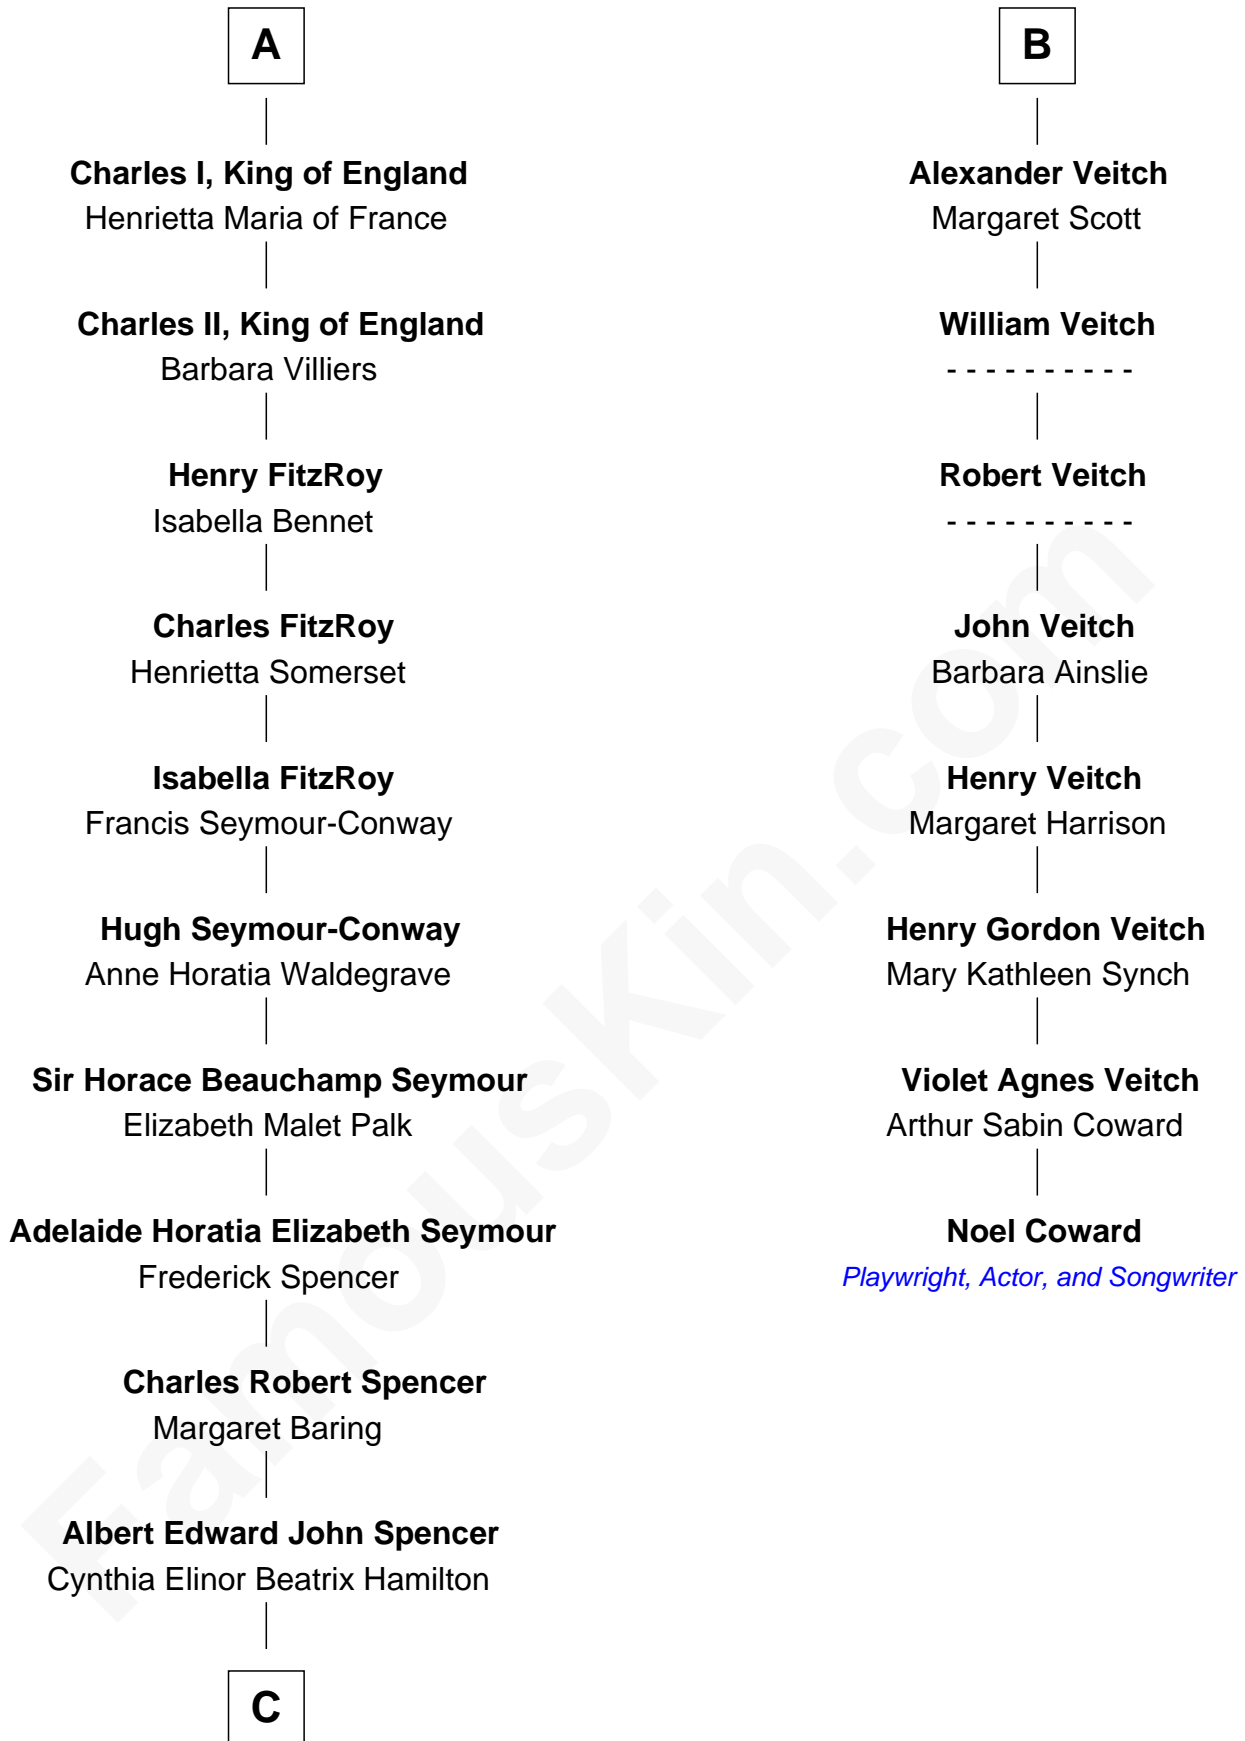 A
Charles I, King of England
Henrietta Maria of France
Charles II, King of England
Barbara Villiers
Henry FitzRoy
Isabella Bennet
Charles FitzRoy
Henrietta Somerset
Isabella FitzRoy
Francis Seymour-Conway
Hugh Seymour-Conway
Anne Horatia Waldegrave
Sir Horace Beauchamp Seymour
Elizabeth Malet Palk
Adelaide Horatia Elizabeth Seymour
Frederick Spencer
Charles Robert Spencer
Margaret Baring
Albert Edward John Spencer
Cynthia Elinor Beatrix Hamilton
C
B
Alexander Veitch
Margaret Scott
William Veitch
- - - - - - - - - -
Robert Veitch
- - - - - - - - - -
John Veitch
Barbara Ainslie
Henry Veitch
Margaret Harrison
Henry Gordon Veitch
Mary Kathleen Synch
Violet Agnes Veitch
Arthur Sabin Coward
Noel Coward
Playwright, Actor, and Songwriter
FamousKin.com